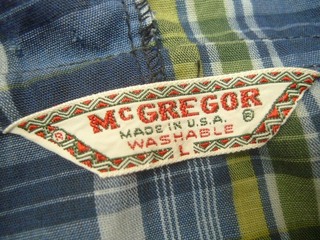 McGREGOR
®
MADE IN U.S.A. ®
WASHABLE
L